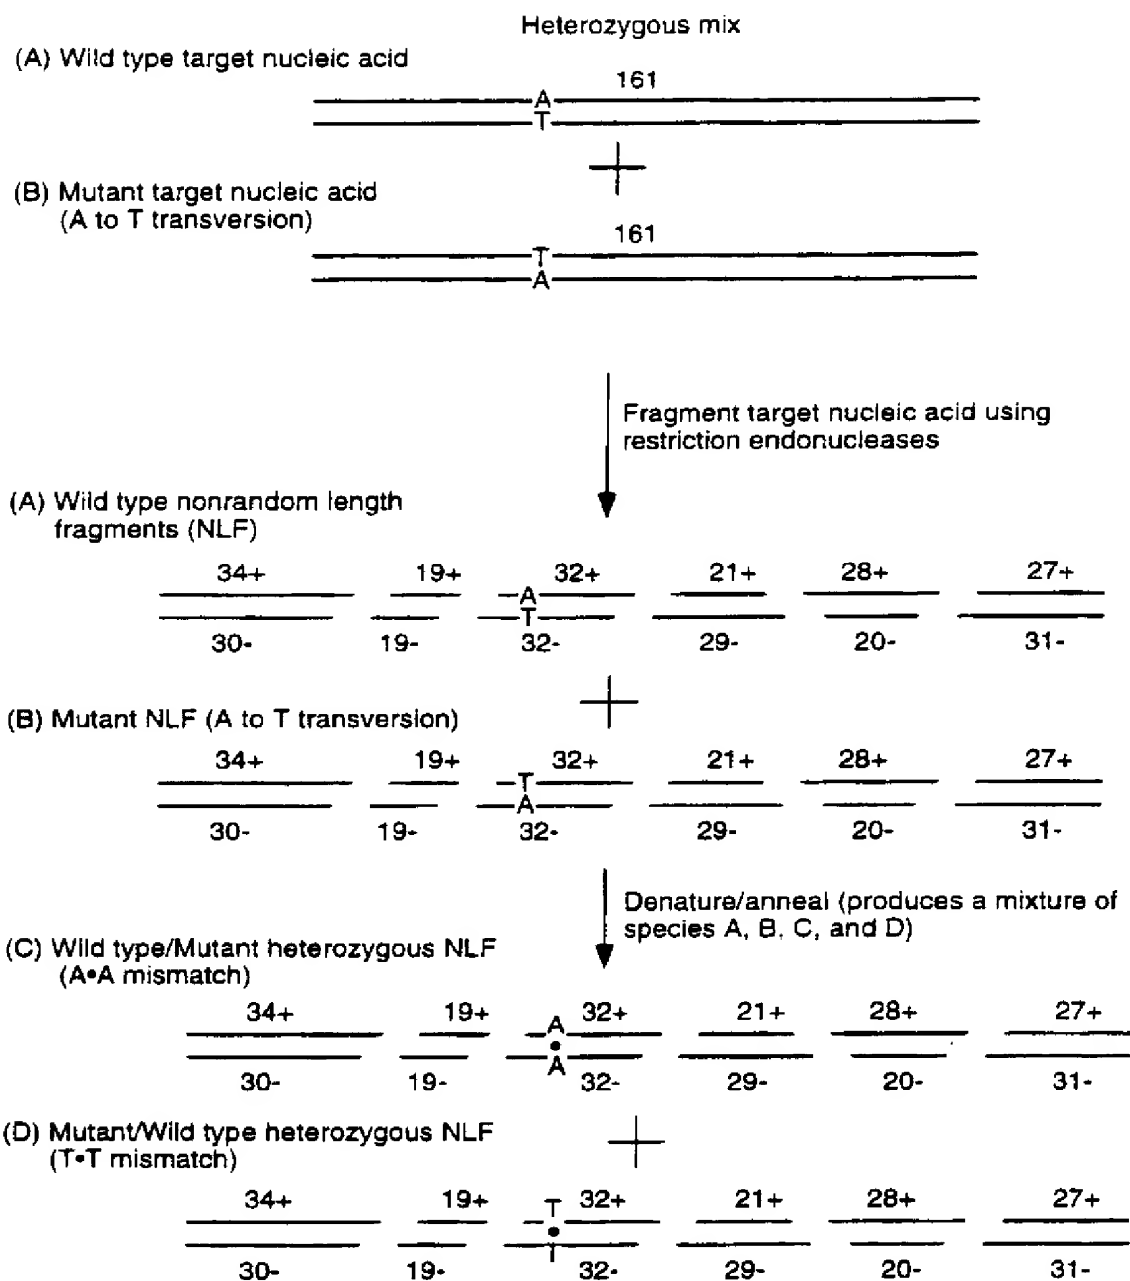 Heterozygous mix
(A) Wild type target nucleic acid
161
A
T
(B) Mutant target nucleic acid
(A to T transversion)
161
T
A
Fragment target nucleic acid using
restriction endonucleases
(A) Wild type nonrandom length
fragments (NLF)
34+ 19+ 32+ 21+ 28+ 27+
A
T
30- 19- 32- 29- 20- 31-
(B) Mutant NLF (A to T transversion)
34+ 19+ 32+ 21+ 28+ 27+
T
A
30- 19- 32- 29- 20- 31-
Denature/anneal (produces a mixture of
species A, B, C, and D)
(C) Wild type/Mutant heterozygous NLF
(A•A mismatch)
34+ 19+ 32+ 21+ 28+ 27+
A
•
A
30- 19- 32- 29- 20- 31-
(D) Mutant/Wild type heterozygous NLF
(T•T mismatch)
34+ 19+ 32+ 21+ 28+ 27+
T
•
T
30- 19- 32- 29- 20- 31-